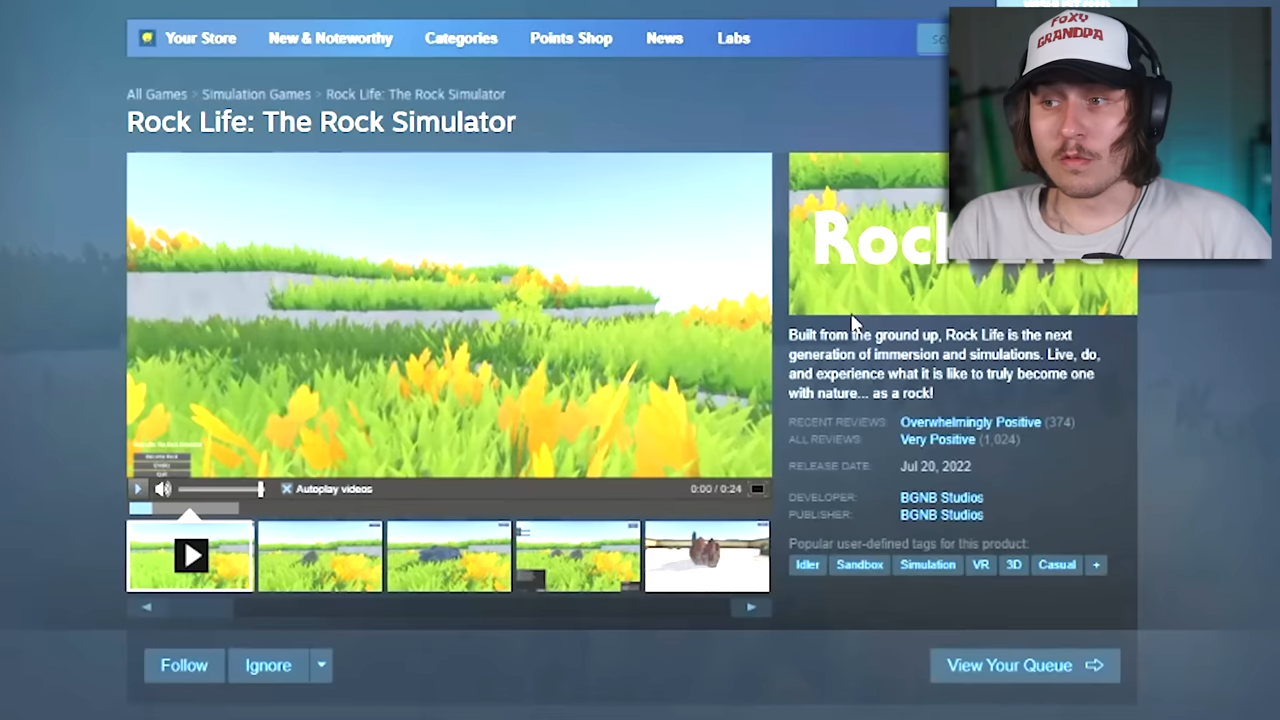 Your Store New & Noteworthy Categories Points Shop News Labs
FOXY
GRANDPA
All Games > Simulation Games > Rock Life: The Rock Simulator
Rock Life: The Rock Simulator
Rock
Built from the ground up, Rock Life is the next
generation of immersion and simulations. Live, do,
and experience what it is like to truly become one
with nature... as a rock!
RECENT REVIEWS: Overwhelmingly Positive (374)
ALL REVIEWS: Very Positive (1,024)
RELEASE DATE: Jul 20, 2022
DEVELOPER: BGNB Studios
PUBLISHER: BGNB Studios
Popular user-defined tags for this product:
Idler Sandbox Simulation VR 3D Casual +
Autoplay videos 0:00 / 0:24
Follow Ignore View Your Queue